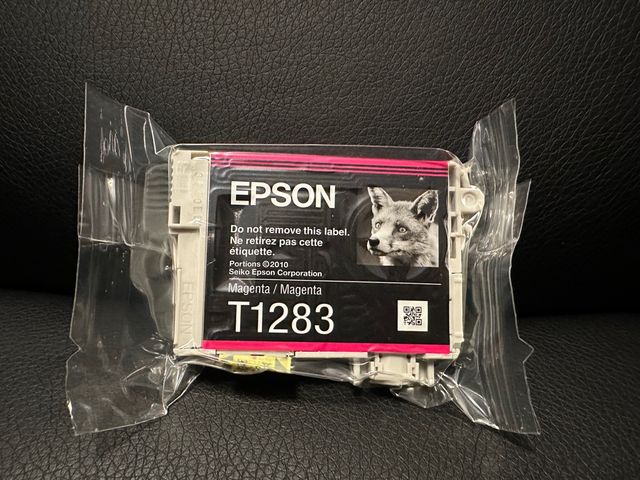 EPSON
Do not remove this label.
Ne retirez pas cette
étiquette.
Portions ©2010
Seiko Epson Corporation
Magenta / Magenta
T1283
EPSON